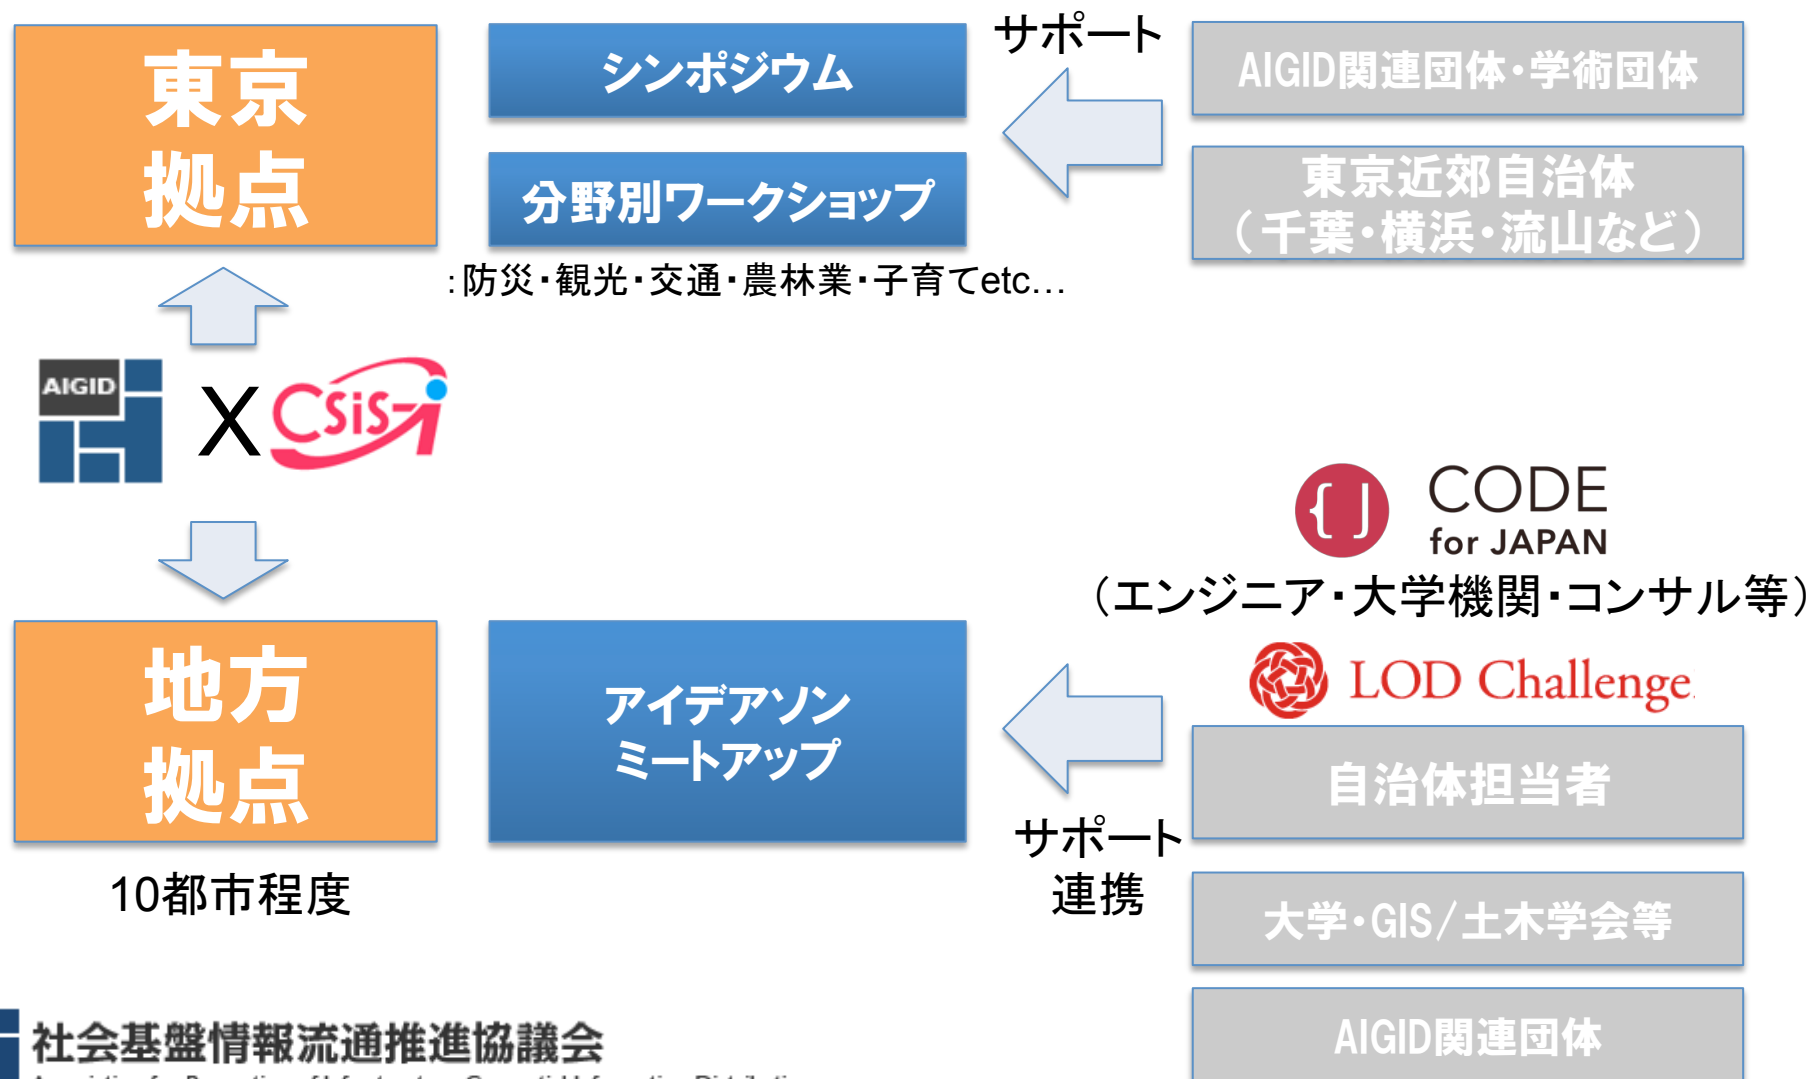 東京
拠点
シンポジウム
分野別ワークショップ
:防災・観光・交通・農林業・子育てetc...
サポート
AIGID関連団体・学術団体
東京近郊自治体
(千葉・横浜・流山など)
AIGID
X
CSiS
CODE
for JAPAN
(エンジニア・大学機関・コンサル等)
LOD Challenge
地方
拠点
10都市程度
アイデアソン
ミートアップ
サポート
連携
自治体担当者
大学・GIS/土木学会等
AIGID関連団体
社会基盤情報流通推進協議会